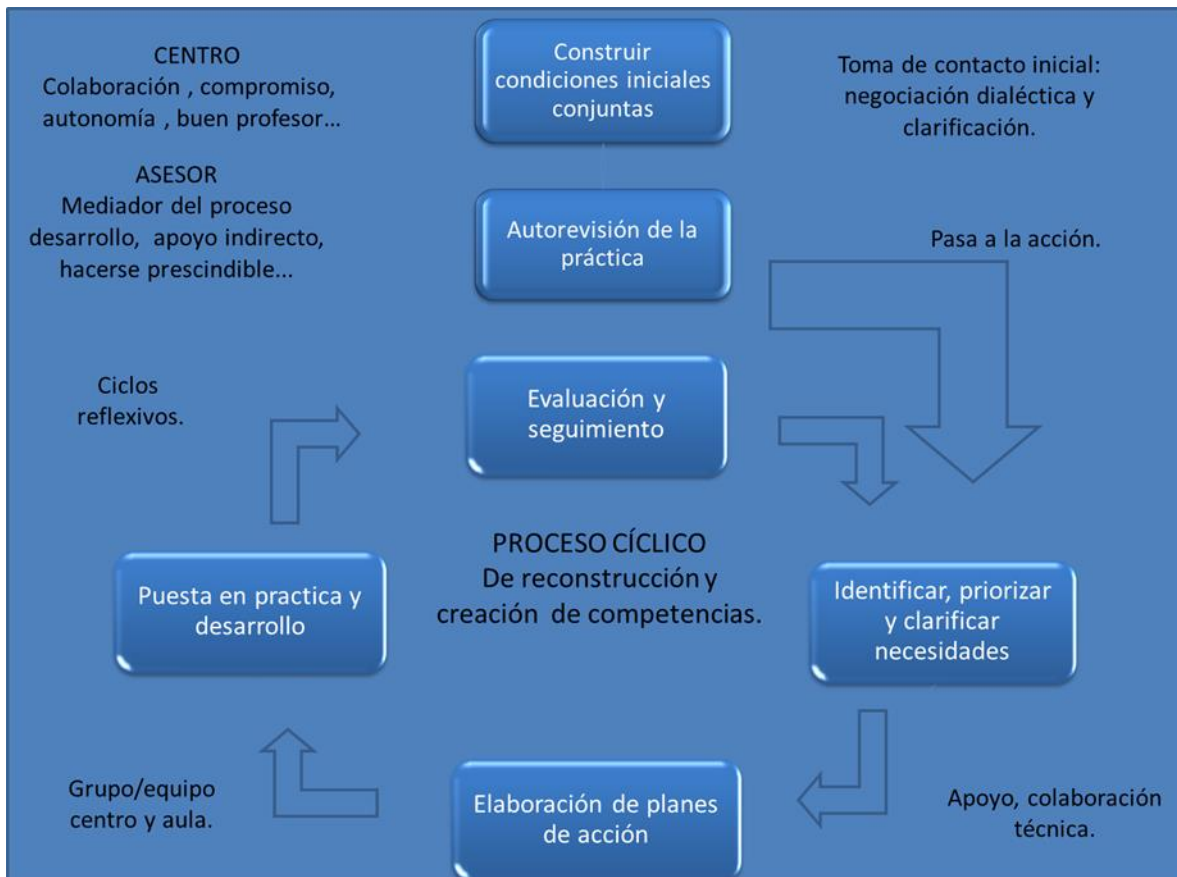 CENTRO
Colaboración , compromiso,
autonomía , buen profesor...
Construir
condiciones iniciales
conjuntas
Toma de contacto inicial:
negociación dialéctica y
clarificación.
ASESOR
Mediador del proceso
desarrollo, apoyo indirecto,
hacerse prescindible...
Autorevisión de la
práctica
Pasa a la acción.
Ciclos
reflexivos.
Evaluación y
seguimiento
PROCESO CÍCLICO
De reconstrucción y
creación de competencias.
Puesta en practica y
desarrollo
Identificar, priorizar
y clarificar
necesidades
Grupo/equipo
centro y aula.
Elaboración de planes
de acción
Apoyo, colaboración
técnica.